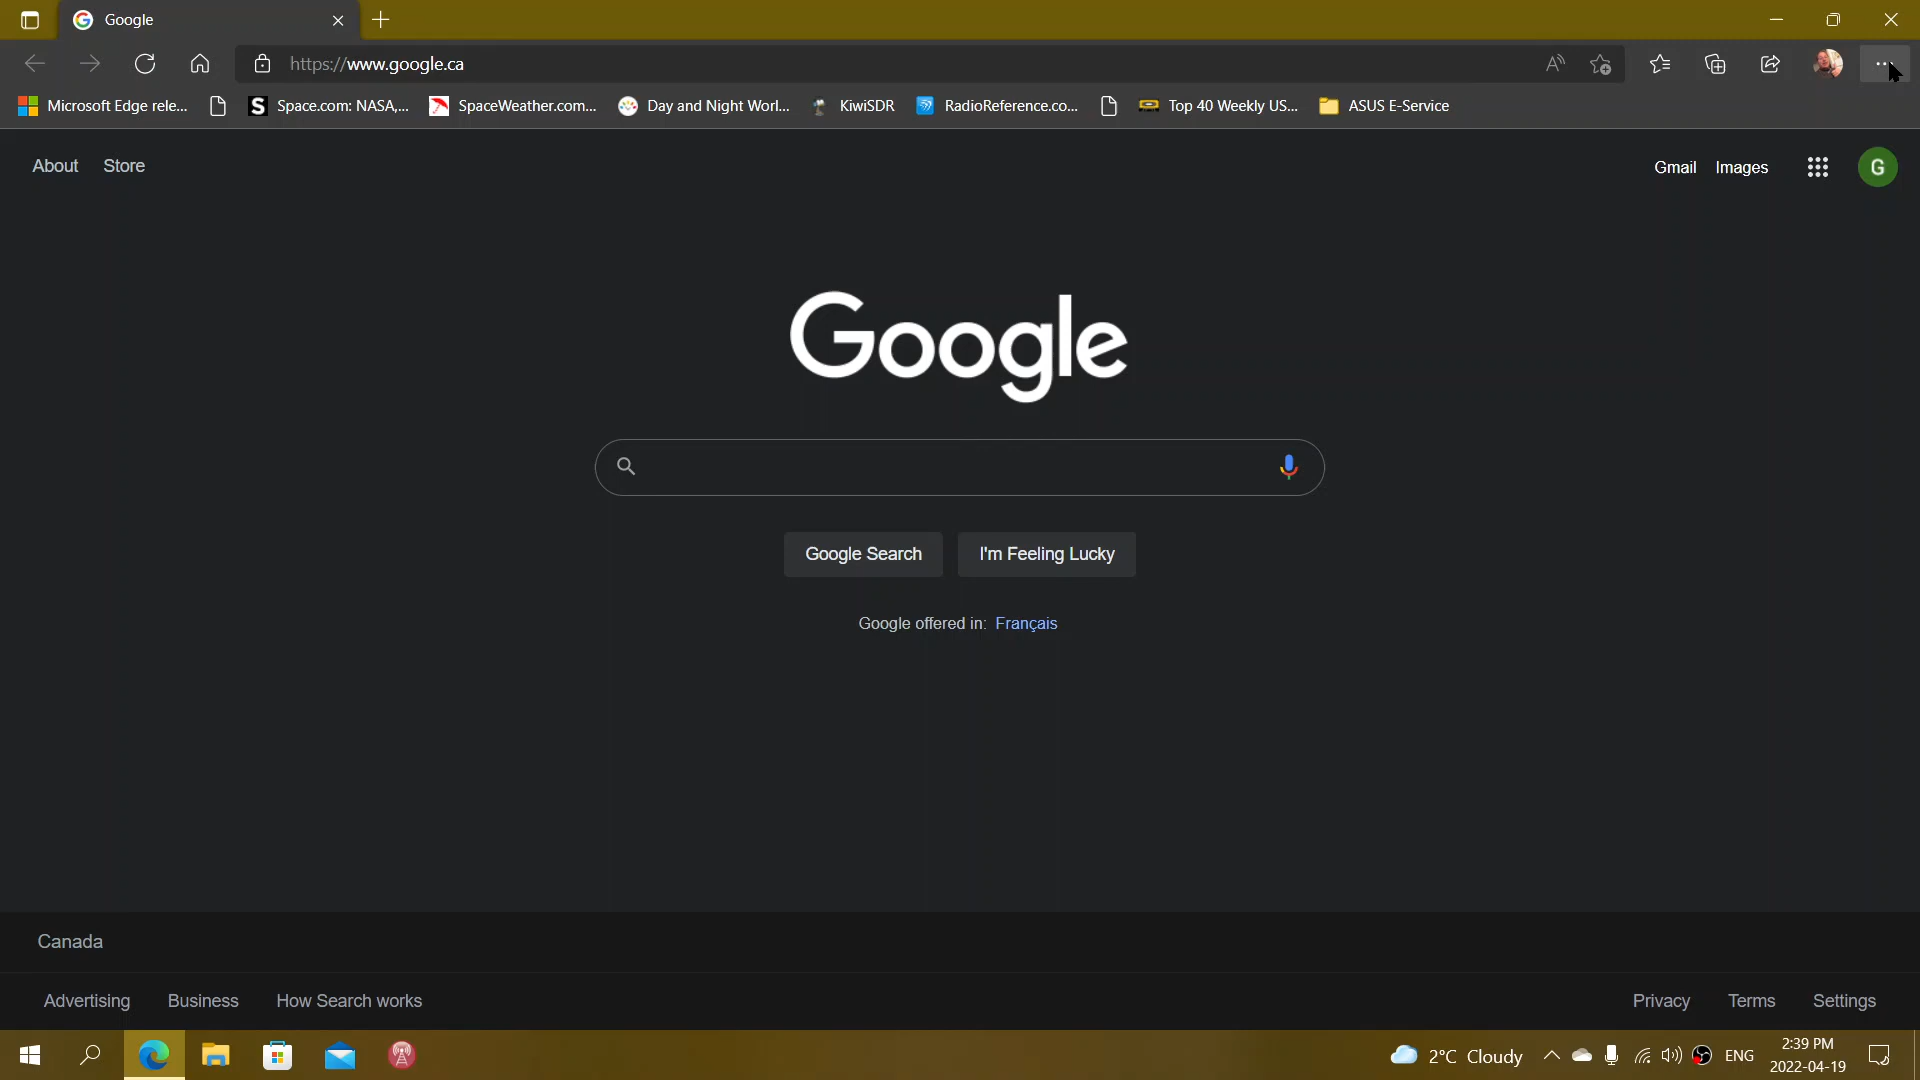 Google
https://www.google.ca
Microsoft Edge rele... Space.com: NASA,... SpaceWeather.com... Day and Night Worl... KiwiSDR RadioReference.co... Top 40 Weekly US... ASUS E-Service
About Store Gmail Images G
Google
Google Search I'm Feeling Lucky
Google offered in: Français
Canada
Advertising Business How Search works Privacy Terms Settings
2°C Cloudy ENG 2:39 PM
2022-04-19